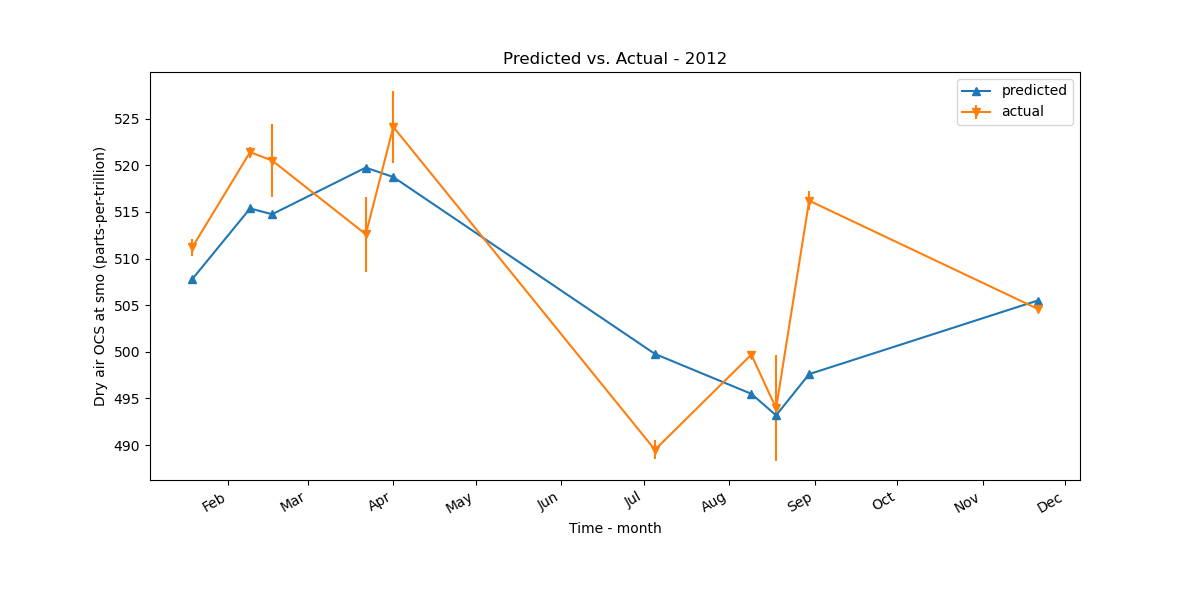 Predicted vs. Actual - 2012
predicted
actual
Dry air OCS at smo (parts-per-trillion)
525
520
515
510
505
500
495
490
Feb Mar Apr May Jun Jul Aug Sep Oct Nov Dec
Time - month